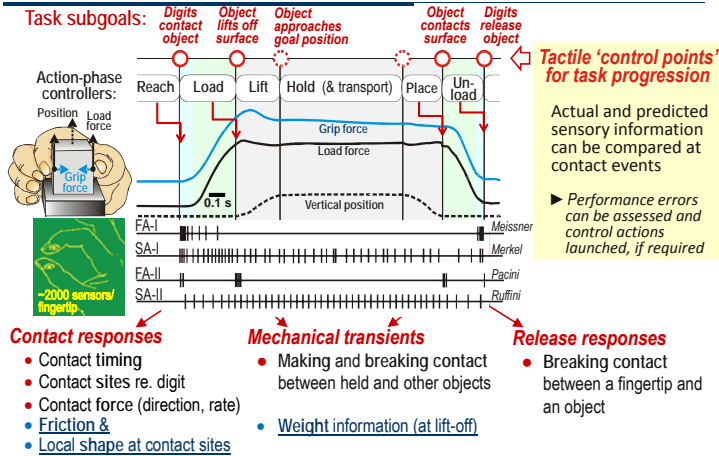 Task subgoals:
Digits
contact
object
Object
lifts off
surface
Object
approaches
goal position
Object
contacts
surface
Digits
release
object
Action-phase
controllers:
Reach
Load
Lift
Hold (& transport)
Place
Un-
load
Position
Load
force
Grip
force
Grip force
Load force
0.1 s
Vertical position
FA-I
Meissner
SA-I
Merkel
FA-II
Pacini
SA-II
Ruffini
~2000 sensors/
fingertip
Tactile ‘control points’
for task progression
Actual and predicted
sensory information
can be compared at
contact events
► Performance errors
can be assessed and
control actions
launched, if required
Contact responses
• Contact timing
• Contact sites re. digit
• Contact force (direction, rate)
• Friction &
• Local shape at contact sites
Mechanical transients
• Making and breaking contact
between held and other objects
• Weight information (at lift-off)
Release responses
• Breaking contact
between a fingertip and
an object